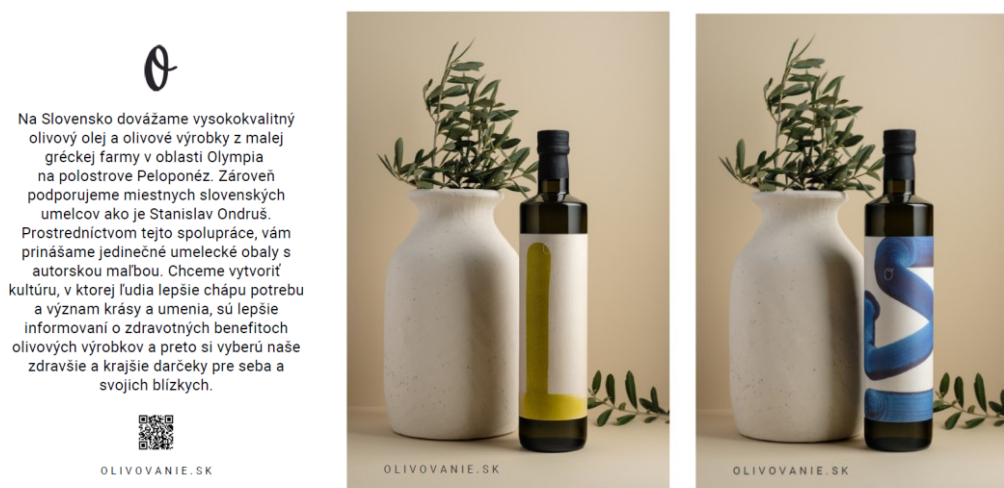 O
Na Slovensko dovážame vysokokvalitný
olivový olej a olivové výrobky z malej
gréckej farmy v oblasti Olympia
na polostrove Peloponéz. Zároveň
podporujeme miestnych slovenských
umelcov ako je Stanislav Ondruš.
Prostredníctvom tejto spolupráce, vám
prinášame jedinečné umelecké obaly s
autorskou maľbou. Chceme vytvoriť
kultúru, v ktorej ľudia lepšie chápu potrebu
a význam krásy a umenia, sú lepšie
informovaní o zdravotných benefitoch
olivových výrobkov a preto si vyberú naše
zdravšie a krajšie darčeky pre seba a
svojich blízkych.
OLIVOVANIE.SK
OLIVOVANIE.SK
OLIVOVANIE.SK